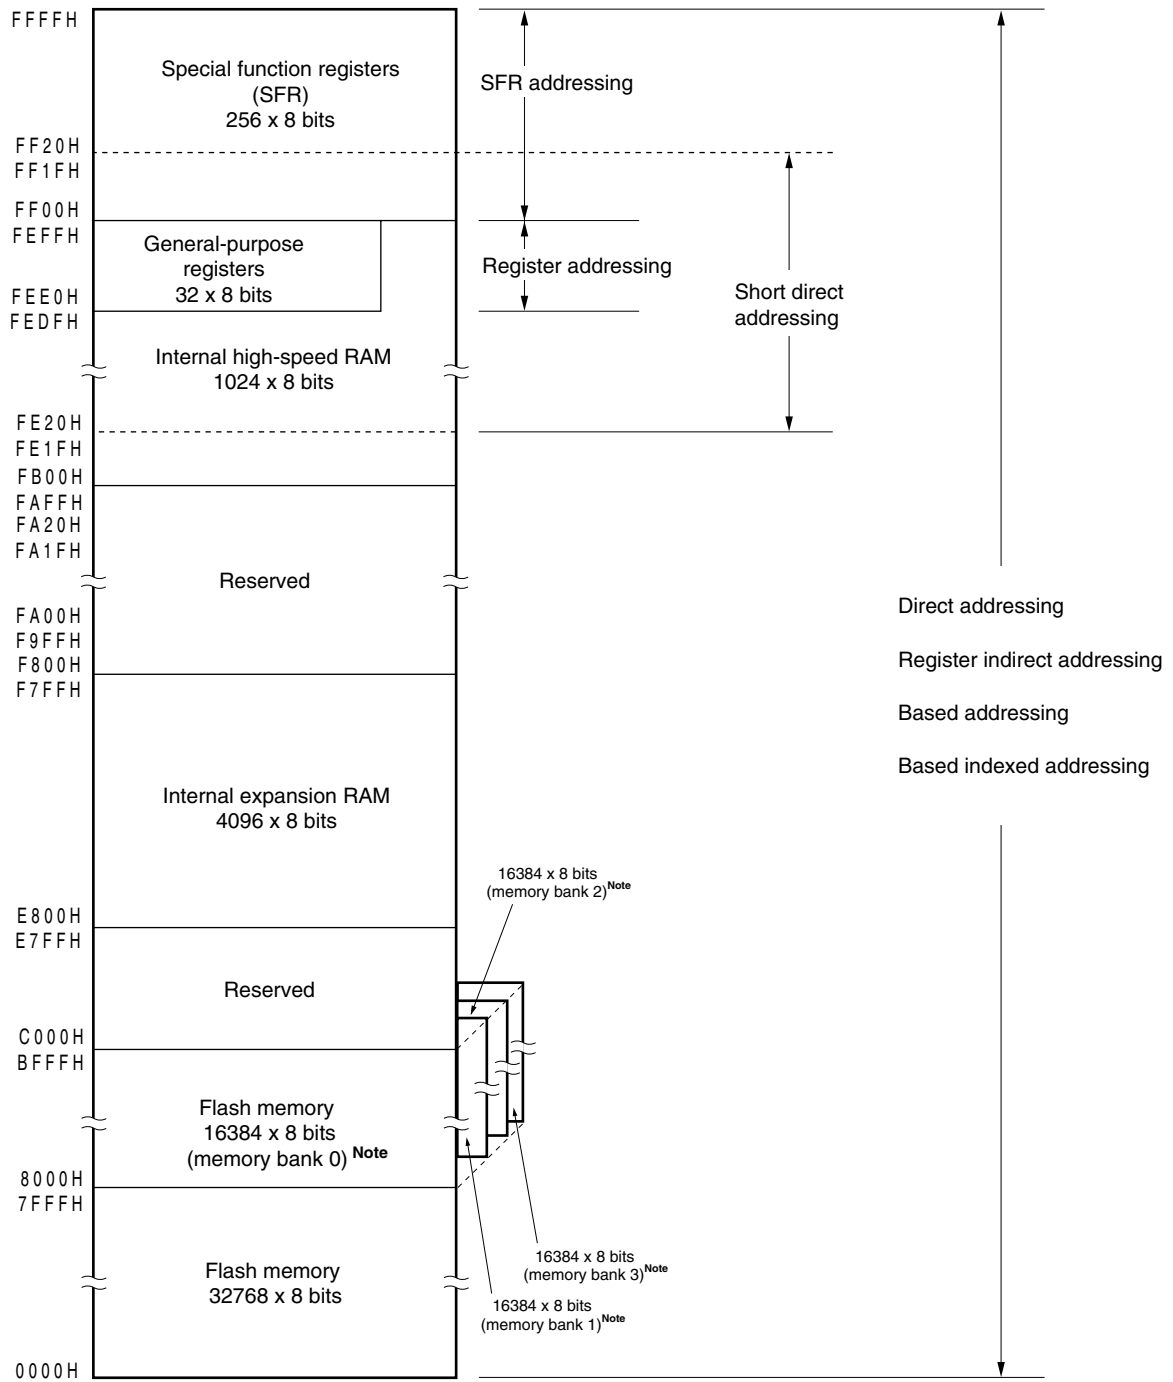 FFFFH
Special function registers
(SFR)
256 x 8 bits
SFR addressing
FF20H
FF1FH
FF00H
FEFFH
General-purpose
registers
32 x 8 bits
Register addressing
Short direct
addressing
FEE0H
FEDFH
Internal high-speed RAM
1024 x 8 bits
FE20H
FE1FH
FB00H
FAFFH
FA20H
FA1FH
Reserved
FA00H
F9FFH
F800H
F7FFH
Direct addressing
Register indirect addressing
Based addressing
Based indexed addressing
Internal expansion RAM
4096 x 8 bits
16384 x 8 bits
(memory bank 2)Note
E800H
E7FFH
Reserved
C000H
BFFFH
Flash memory
16384 x 8 bits
(memory bank 0) Note
8000H
7FFFH
16384 x 8 bits
(memory bank 3)Note
Flash memory
32768 x 8 bits
16384 x 8 bits
(memory bank 1)Note
0000H